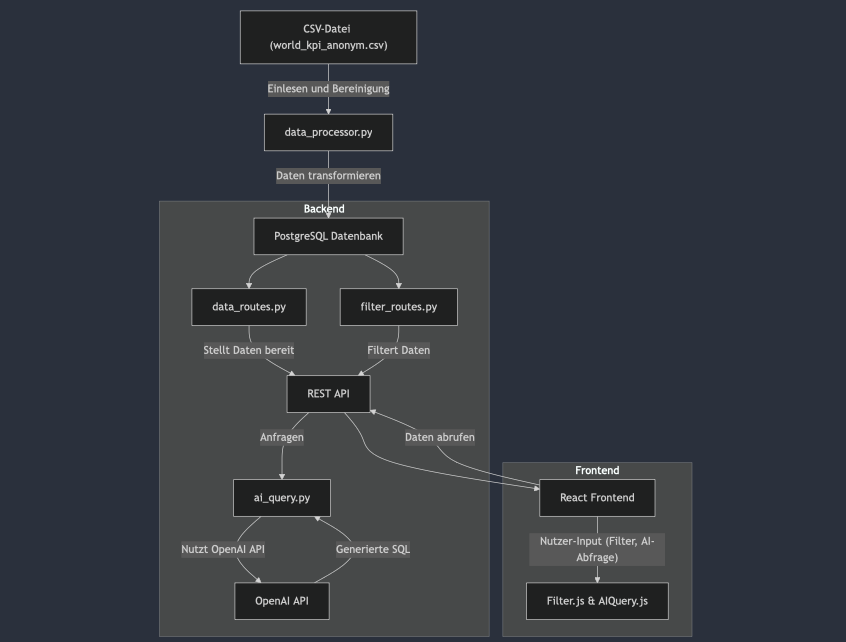 CSV-Datei
(world_kpi_anonym.csv)
Einlesen und Bereinigung
data_processor.py
Daten transformieren
Backend
PostgreSQL Datenbank
data_routes.py
filter_routes.py
Stellt Daten bereit
Filtert Daten
REST API
Anfragen
Daten abrufen
Frontend
ai_query.py
React Frontend
Nutzt OpenAI API
Generierte SQL
Nutzer-Input (Filter, AI-
Abfrage)
OpenAI API
Filter.js & AIQuery.js